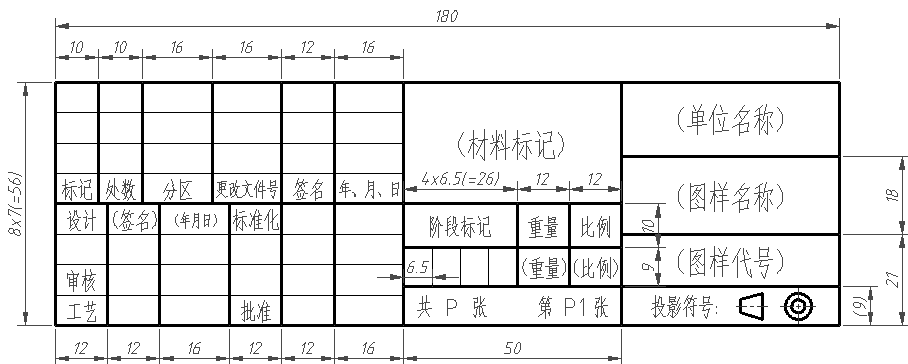 180
10 10 16 16 12 16
(单位名称)
(材料标记)
8x7(=56)
标记 处数 分区 更改文件号 签名 年、月、日 4x6.5(=26) 12 12 (图样名称) 18
设计 (签名) (年月日) 标准化 阶段标记 重量 比例 10
6.5 (重量) (比例) 9 (图样代号) 21
审核
工艺 批准 共 P 张 第 P1 张 投影符号: (9)
12 12 16 12 12 16 50